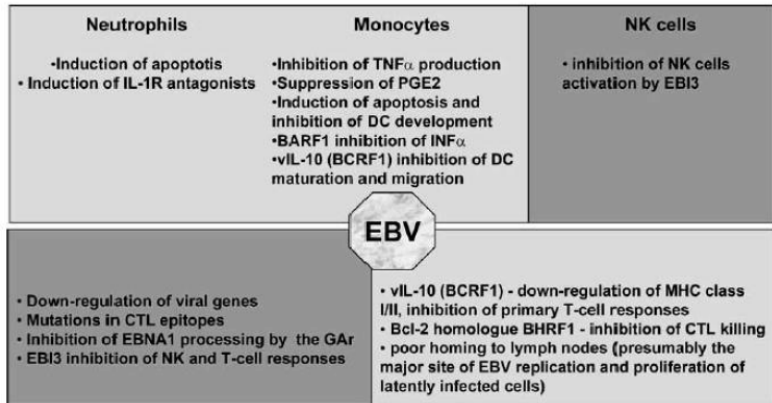 Neutrophils
•Induction of apoptotis
• Induction of IL-1R antagonists
Monocytes
•Inhibition of TNFα production
•Suppression of PGE2
•Induction of apoptosis and
inhibition of DC development
•BARF1 inhibition of INFα
•vIL-10 (BCRF1) inhibition of DC
maturation and migration
NK cells
• inhibition of NK cells
activation by EBI3
EBV
• Down-regulation of viral genes
• Mutations in CTL epitopes
• Inhibition of EBNA1 processing by the GAr
• EBI3 inhibition of NK and T-cell responses
• vIL-10 (BCRF1) - down-regulation of MHC class
I/II, inhibition of primary T-cell responses
• Bcl-2 homologue BHRF1 - inhibition of CTL killing
• poor homing to lymph nodes (presumably the
major site of EBV replication and proliferation of
latently infected cells)